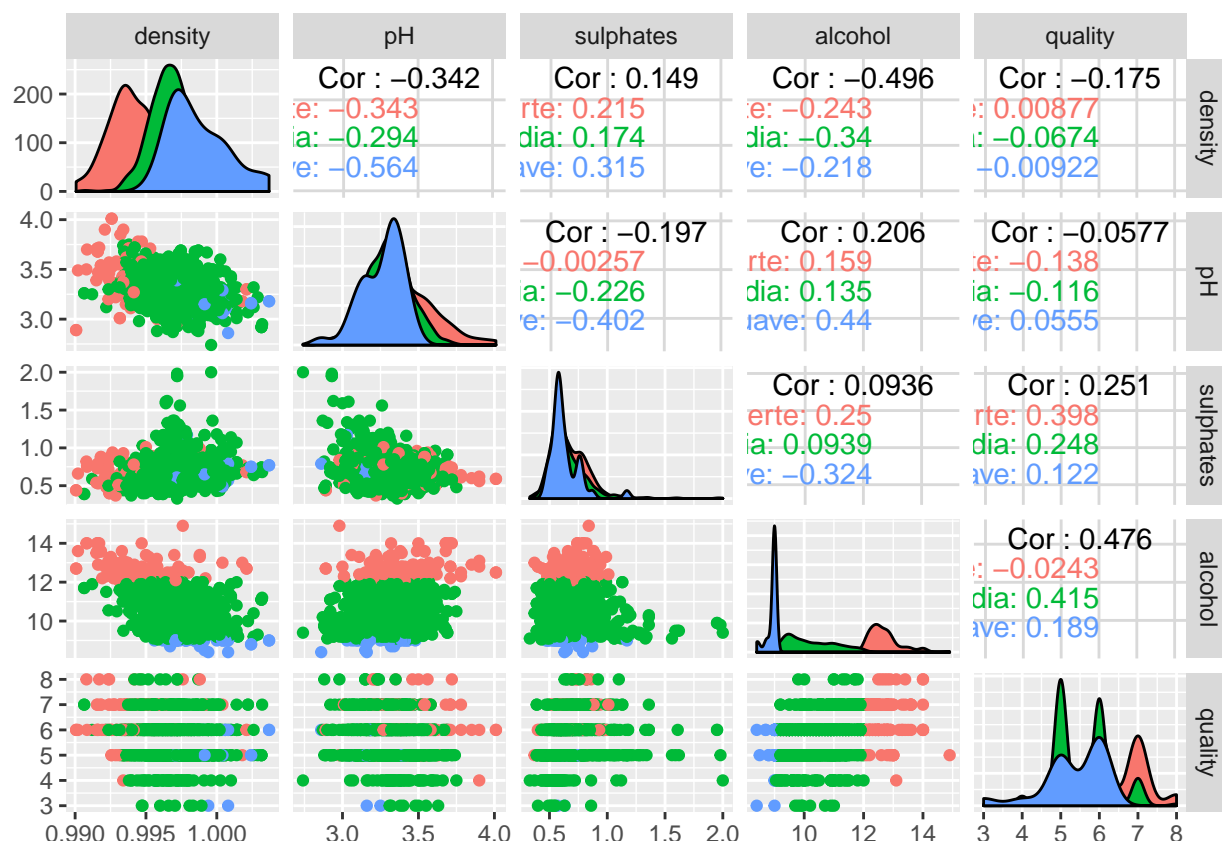 density pH sulphates alcohol quality
200
100
0
Cor : −0.342
te: −0.343
ia: −0.294
ve: −0.564
Cor : 0.149
rte: 0.215
dia: 0.174
ave: 0.315
Cor : −0.496
te: −0.243
dia: −0.34
ve: −0.218
Cor : −0.175
e: 0.00877
−0.0674
−0.00922
density
4.0
3.5
3.0
Cor : −0.197
−0.00257
ia: −0.226
ve: −0.402
Cor : 0.206
erte: 0.159
dia: 0.135
uave: 0.44
Cor : −0.0577
te: −0.138
ia: −0.116
ve: 0.0555
pH
2.0
1.5
1.0
0.5
Cor : 0.0936
erte: 0.25
ia: 0.0939
ve: −0.324
Cor : 0.251
rte: 0.398
dia: 0.248
ave: 0.122
sulphates
14
12
10
Cor : 0.476
e: −0.0243
dia: 0.415
ave: 0.189
alcohol
8
7
6
5
4
3
quality
0.990 0.995 1.000 3.0 3.5 4.0 0.5 1.0 1.5 2.0 10 12 14 3 4 5 6 7 8